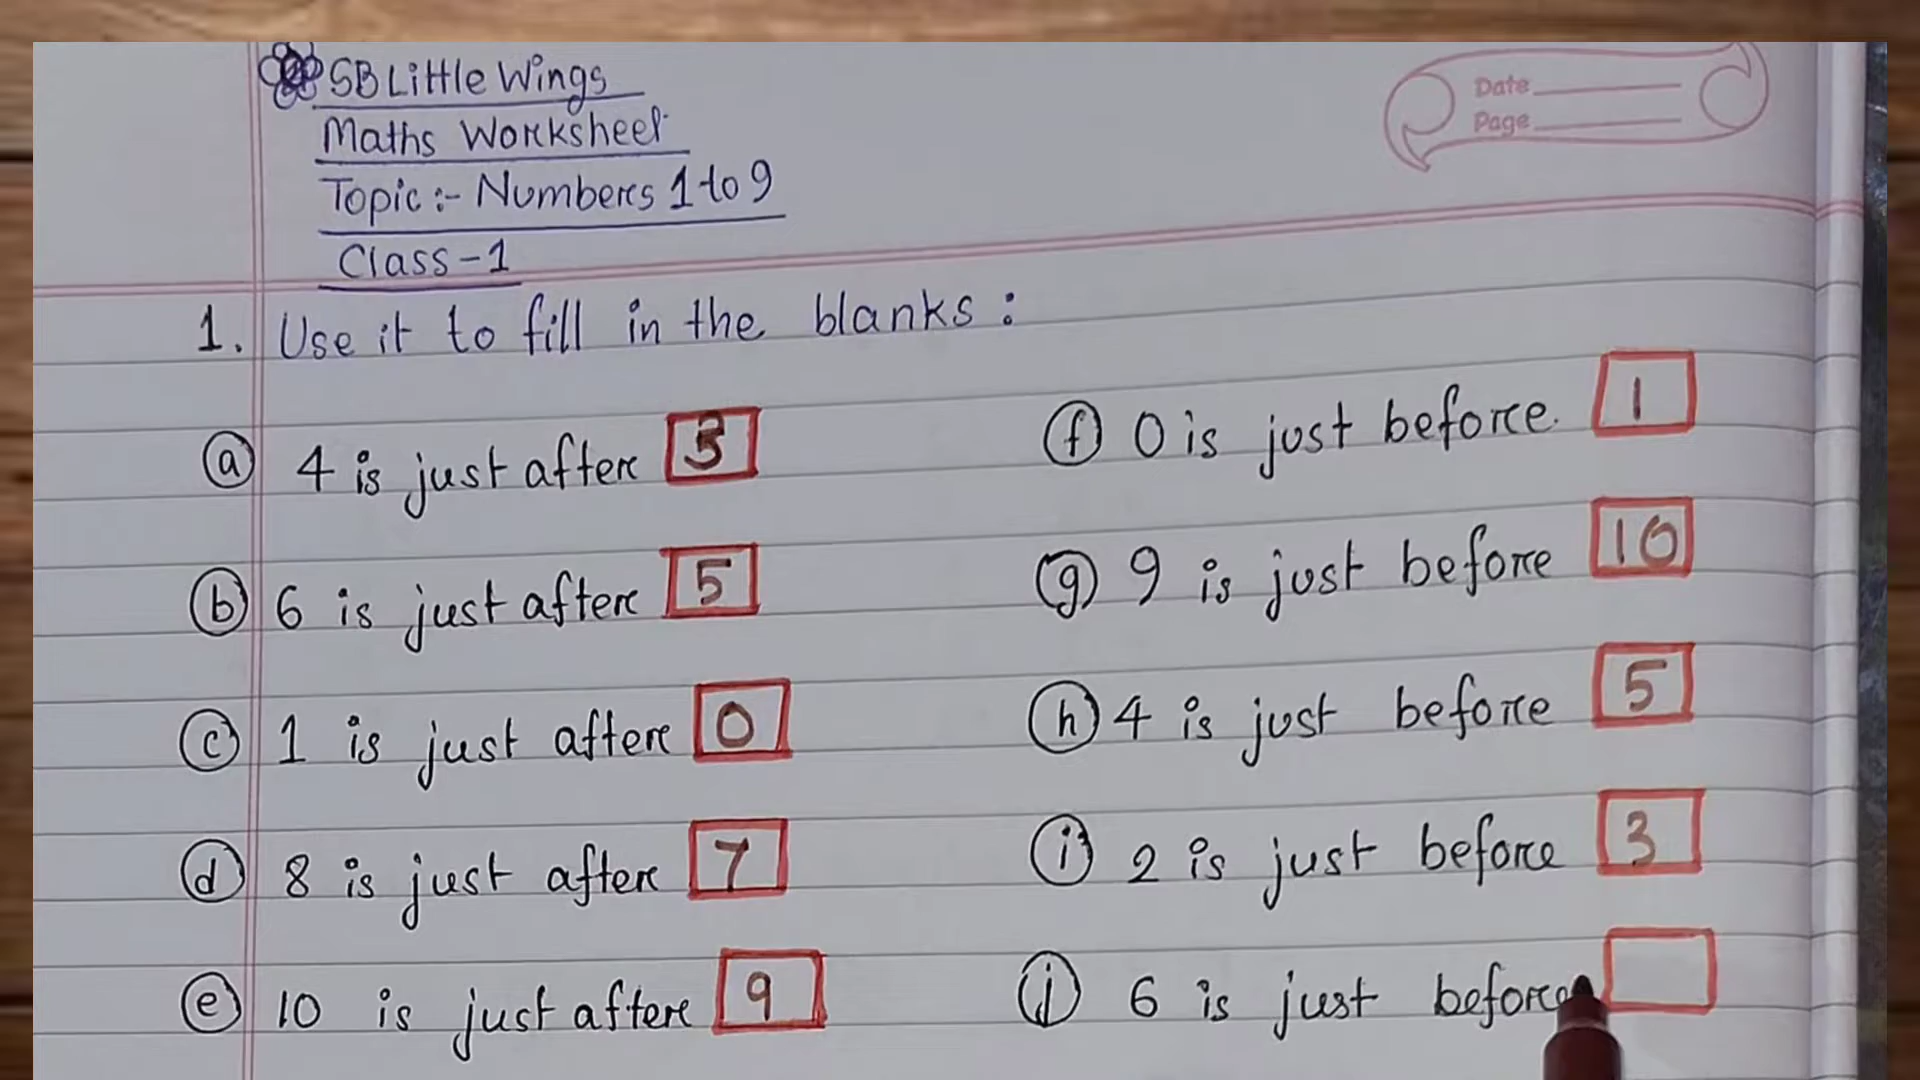 SB Little Wings
Maths Worksheet
Topic :- Numbers 1 to 9
Class - 1
Date
Page
1. Use it to fill in the blanks :
(a) 4 is just after 3
(b) 6 is just after 5
(c) 1 is just after 0
(d) 8 is just after 7
(e) 10 is just after 9
(f) 0 is just before. 1
(g) 9 is just before 10
(h) 4 is just before 5
(i) 2 is just before 3
(j) 6 is just before